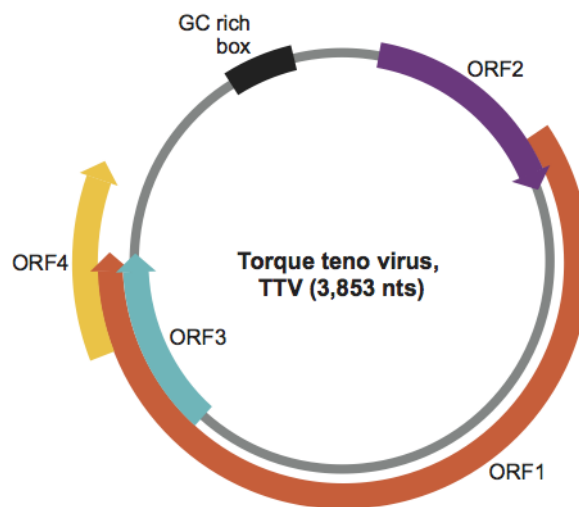 GC rich
box
ORF2
Torque teno virus,
TTV (3,853 nts)
ORF4
ORF3
ORF1